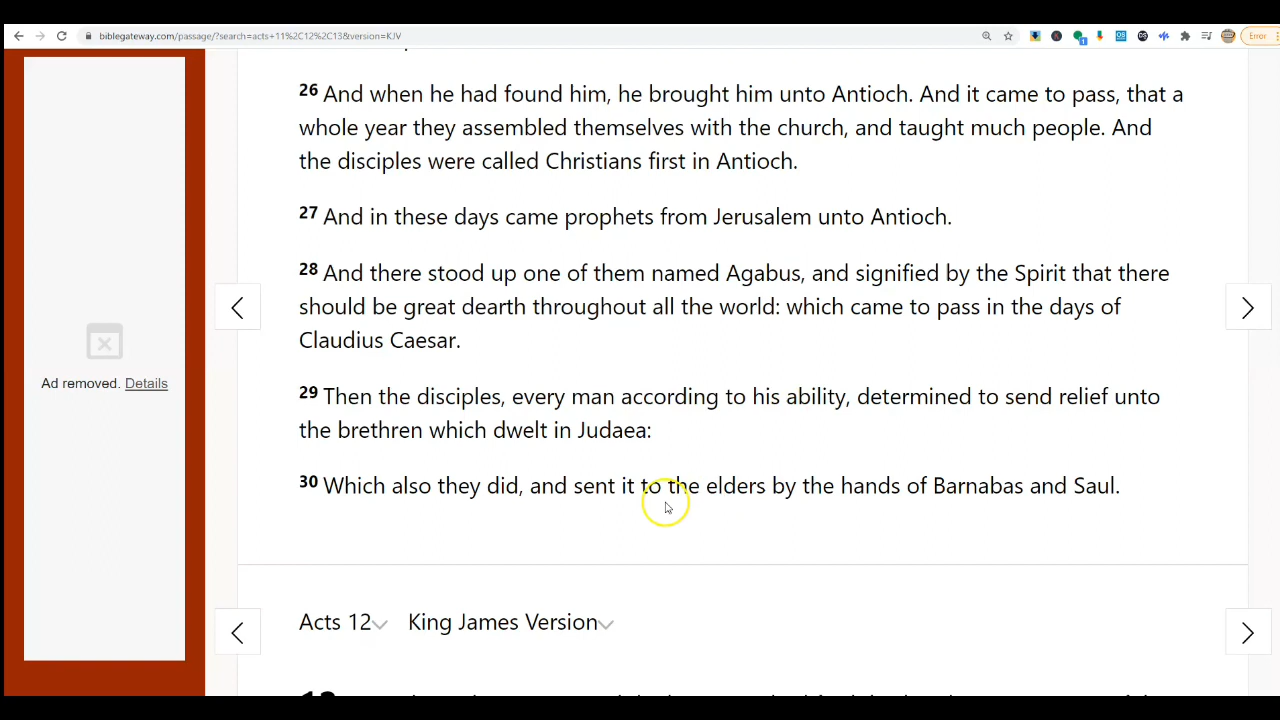 biblegateway.com/passage/?search=acts+11%2C12%2C13&version=KJV
Error
26 And when he had found him, he brought him unto Antioch. And it came to pass, that a
whole year they assembled themselves with the church, and taught much people. And
the disciples were called Christians first in Antioch.
27 And in these days came prophets from Jerusalem unto Antioch.
28 And there stood up one of them named Agabus, and signified by the Spirit that there
should be great dearth throughout all the world: which came to pass in the days of
Claudius Caesar.
Ad removed. Details
29 Then the disciples, every man according to his ability, determined to send relief unto
the brethren which dwelt in Judaea:
30 Which also they did, and sent it to the elders by the hands of Barnabas and Saul.
Acts 12 King James Version